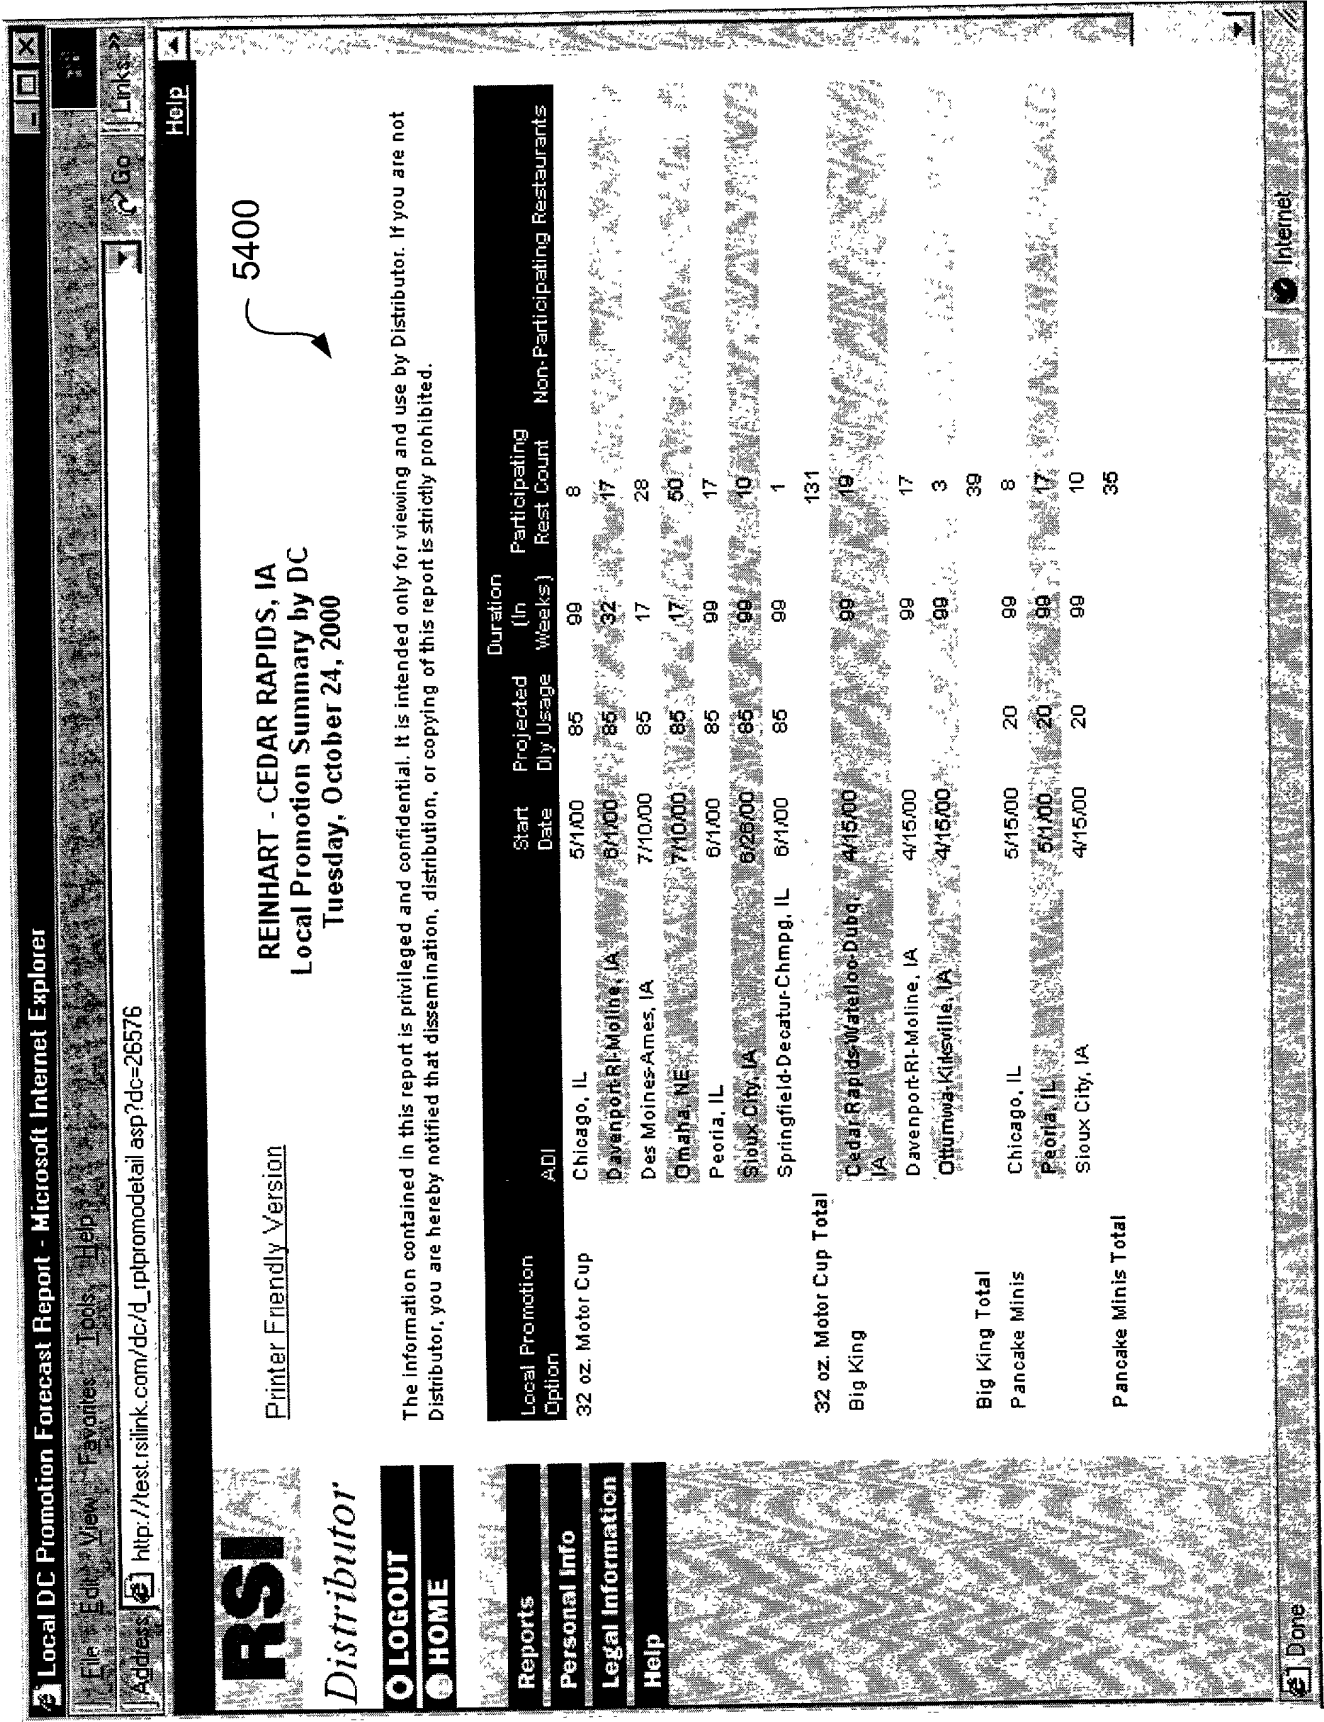 Local DC Promotion Forecast Report - Microsoft Internet Explorer
File Edit View Favorites Tools Help
Address http://test.rsilink.com/dc/d_rptpromodetail.asp?dc=26576 Go Links »
Help
RSI
Distributor
LOGOUT
HOME
Reports
Personal Info
Legal Information
Help
Printer Friendly Version
REINHART - CEDAR RAPIDS, IA
Local Promotion Summary by DC
Tuesday, October 24, 2000
5400
The information contained in this report is privileged and confidential. It is intended only for viewing and use by Distributor. If you are not
Distributor, you are hereby notified that dissemination, distribution, or copying of this report is strictly prohibited.
Duration
Local Promotion Start Projected (In Participating
Option ADI Date Dly Usage Weeks) Rest Count Non-Participating Restaurants
32 oz. Motor Cup Chicago, IL 5/1/00 85 99 8
Davenport-RI-Moline, IA 6/1/00 85 32 17
Des Moines-Ames, IA 7/10/00 85 17 28
Omaha, NE 7/10/00 85 17 50
Peoria, IL 6/1/00 85 99 17
Sioux City, IA 6/26/00 85 99 10
Springfield-Decatur-Chmpg, IL 6/1/00 85 99 1
32 oz. Motor Cup Total 131
Big King Cedar Rapids-Waterloo-Dubq, 4/15/00 99 19
IA
Davenport-RI-Moline, IA 4/15/00 99 17
Ottumwa-Kirksville, IA 4/15/00 99 3
Big King Total 39
Pancake Minis Chicago, IL 5/15/00 20 99 8
Peoria, IL 5/1/00 20 99 17
Sioux City, IA 4/15/00 20 99 10
Pancake Minis Total 35
Done Internet